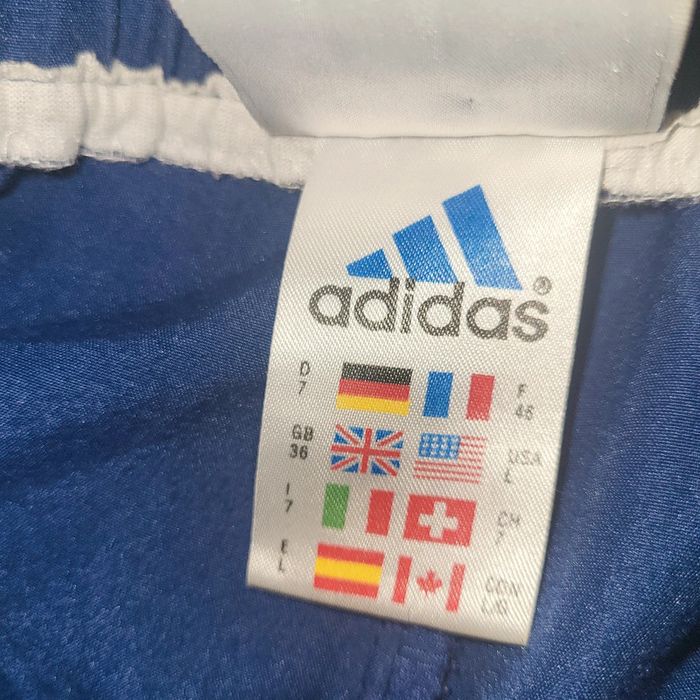 adidas®
D
7
F
46
GB
36
USA
L
I
7
CH
7
E
L
CDN
L/G